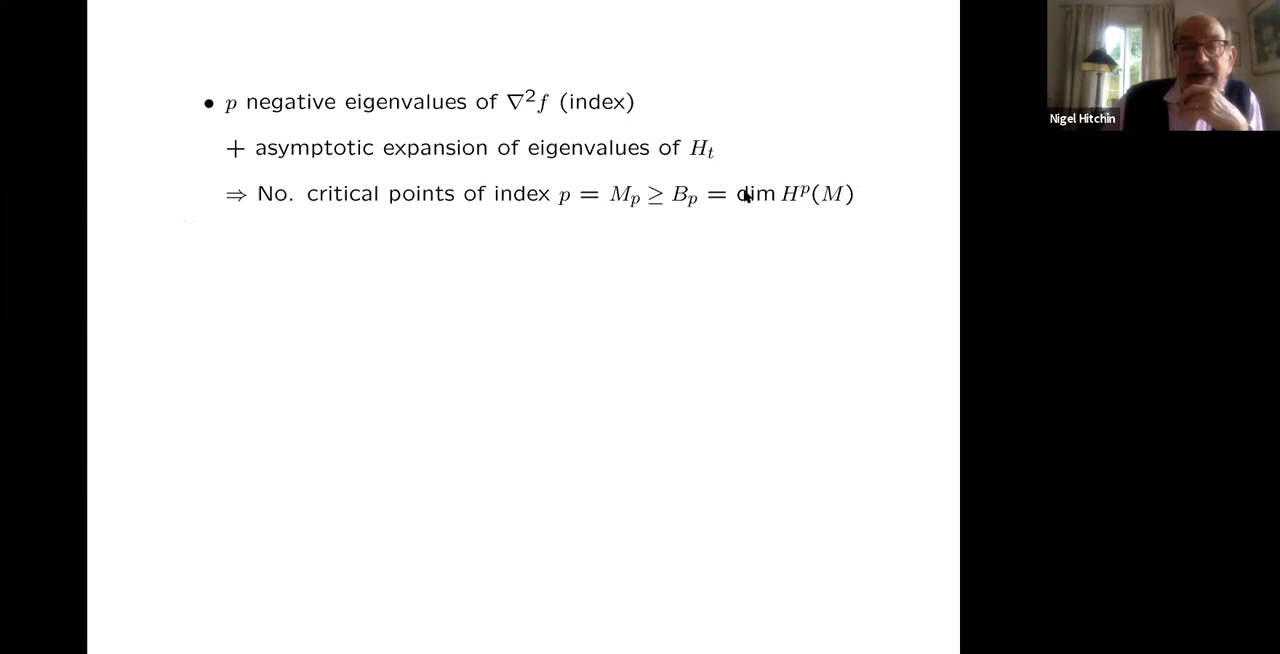 • p negative eigenvalues of ∇²f (index)
+ asymptotic expansion of eigenvalues of Hₜ
⇒ No. critical points of index p = Mₚ ≥ Bₚ = dim Hᵖ(M)
Nigel Hitchin